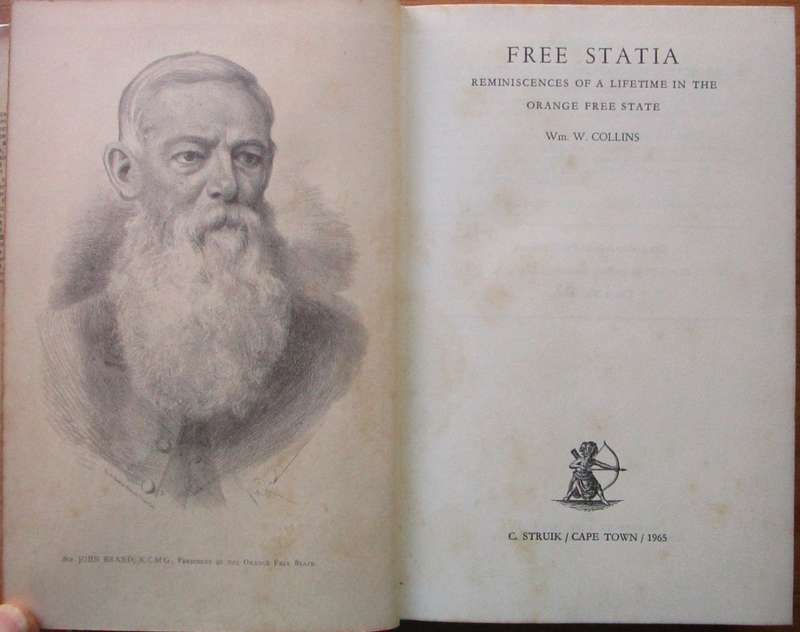 Sir JOHN BRAND, K.C.M.G., President of the Orange Free State.
FREE STATIA
REMINISCENCES OF A LIFETIME IN THE
ORANGE FREE STATE
Wm. W. COLLINS
C. STRUIK / CAPE TOWN / 1965